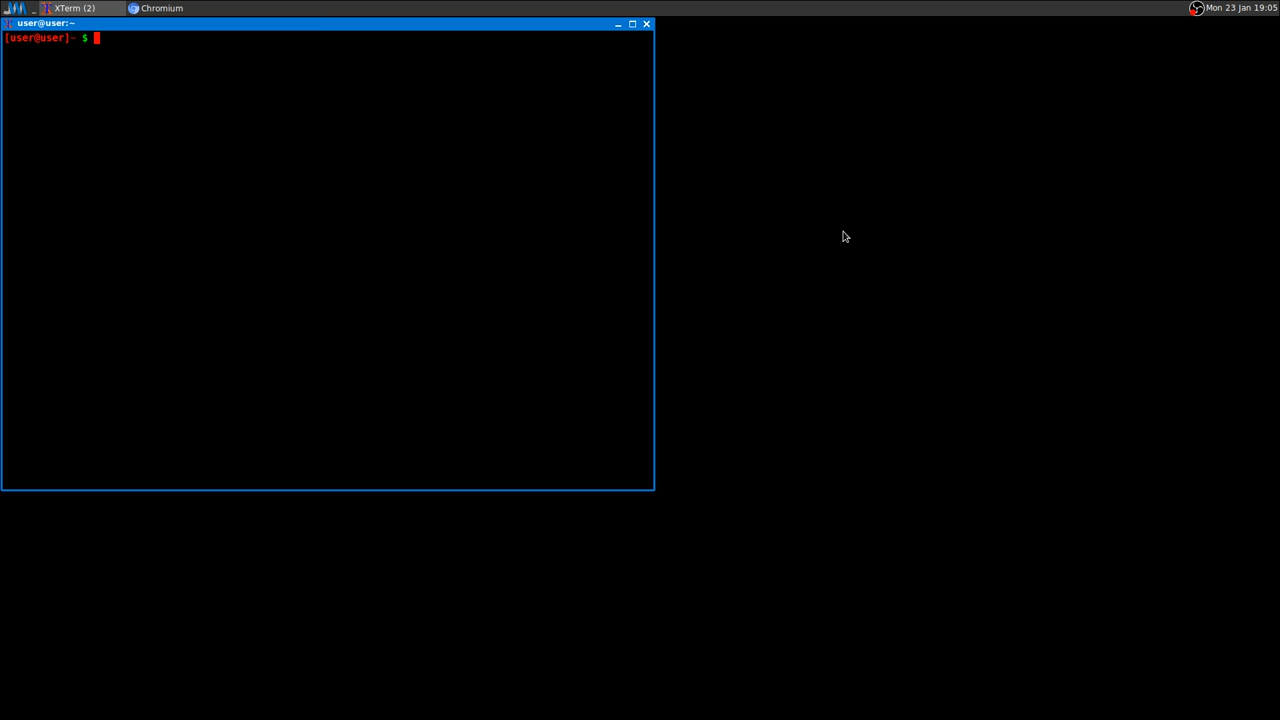 XTerm (2)
Chromium
Mon 23 Jan 19:05
user@user:~
[user@user]~ $